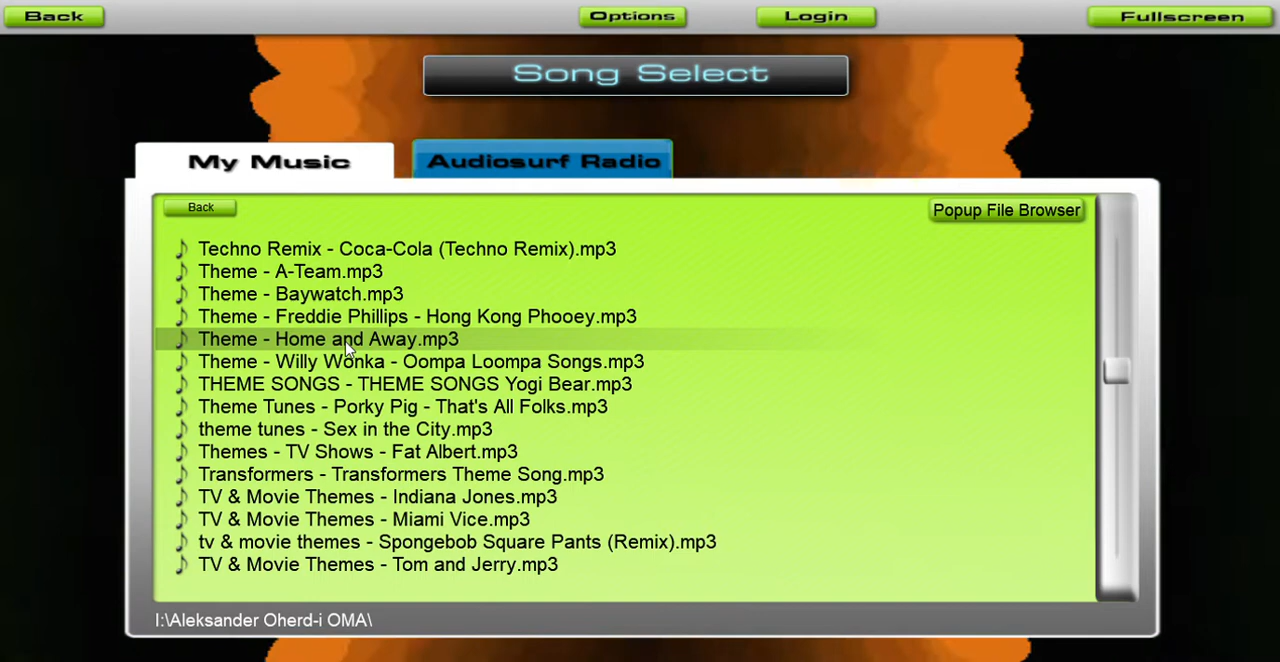 Back
Options
Login
Fullscreen
Song Select
My Music
Audiosurf Radio
Back
Popup File Browser
Techno Remix - Coca-Cola (Techno Remix).mp3
Theme - A-Team.mp3
Theme - Baywatch.mp3
Theme - Freddie Phillips - Hong Kong Phooey.mp3
Theme - Home and Away.mp3
Theme - Willy Wonka - Oompa Loompa Songs.mp3
THEME SONGS - THEME SONGS Yogi Bear.mp3
Theme Tunes - Porky Pig - That's All Folks.mp3
theme tunes - Sex in the City.mp3
Themes - TV Shows - Fat Albert.mp3
Transformers - Transformers Theme Song.mp3
TV & Movie Themes - Indiana Jones.mp3
TV & Movie Themes - Miami Vice.mp3
tv & movie themes - Spongebob Square Pants (Remix).mp3
TV & Movie Themes - Tom and Jerry.mp3
I:\Aleksander Oherd-i OMA\